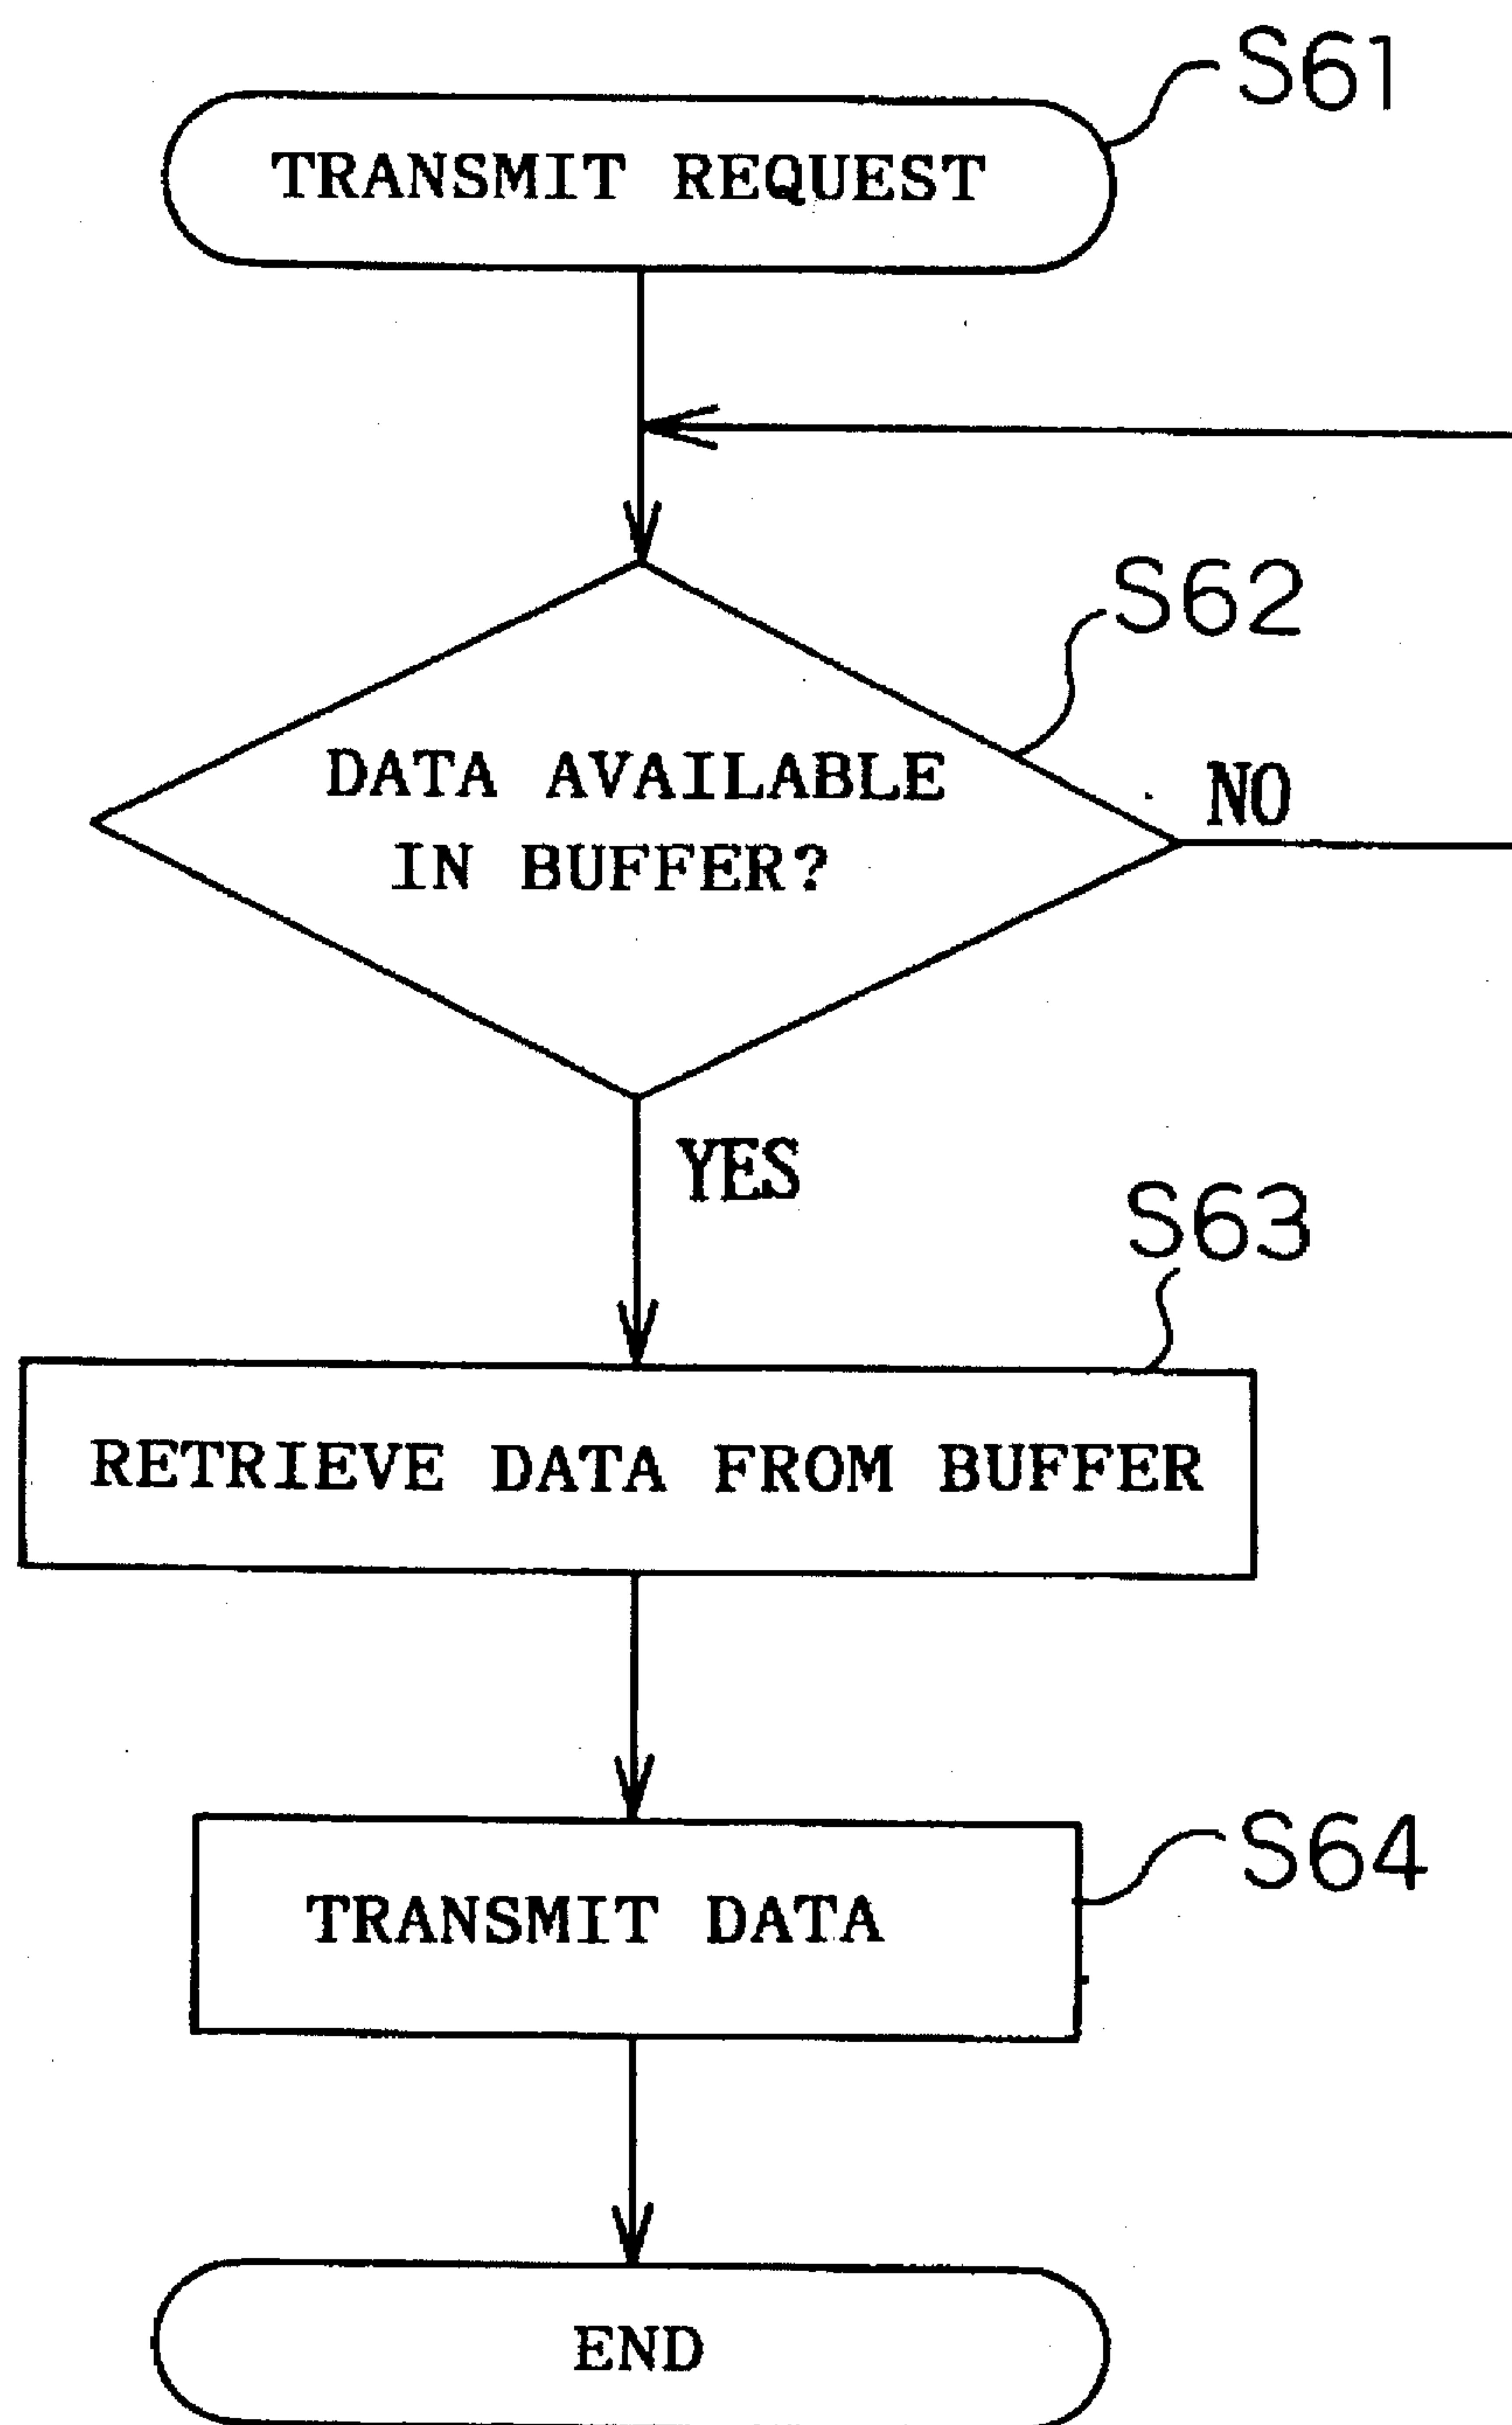 S61
TRANSMIT REQUEST
S62
DATA AVAILABLE
IN BUFFER?
NO
YES
S63
RETRIEVE DATA FROM BUFFER
S64
TRANSMIT DATA
END